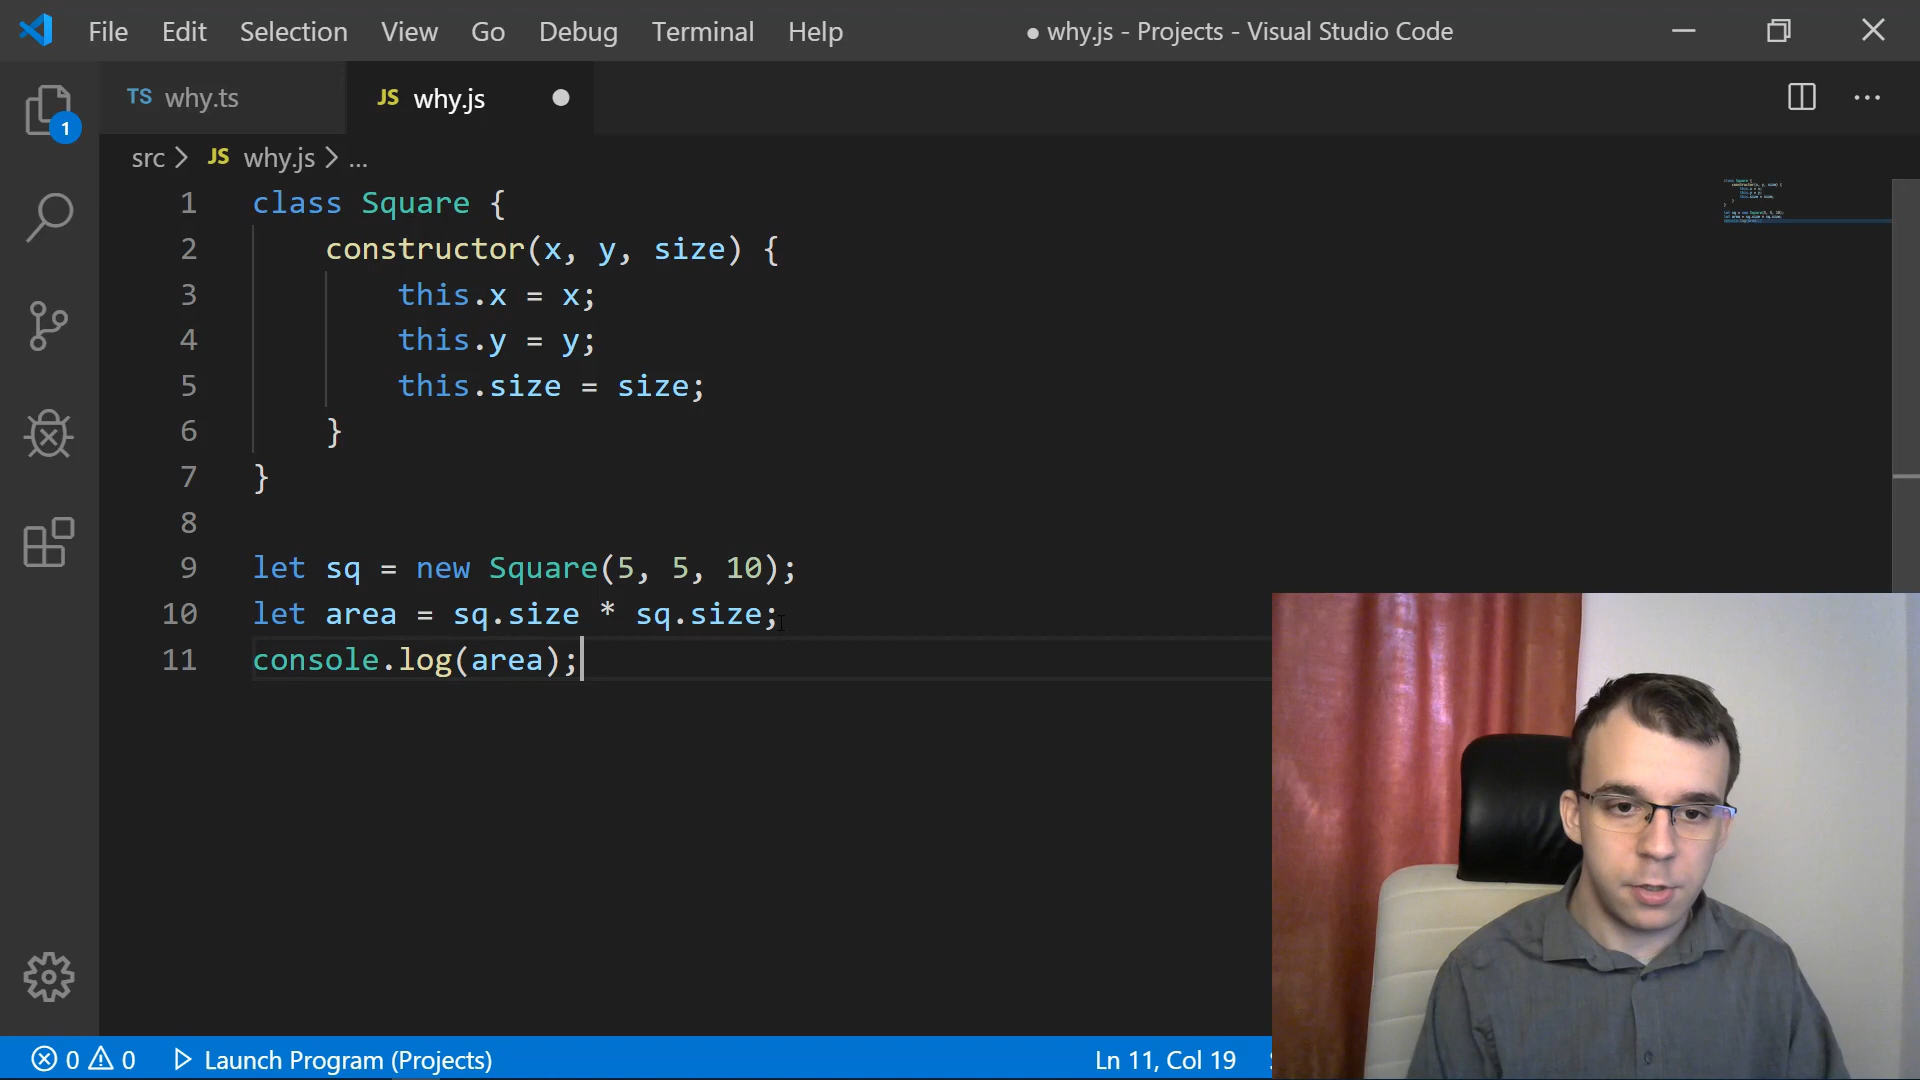 File Edit Selection View Go Debug Terminal Help ● why.js - Projects - Visual Studio Code
TS why.ts JS why.js
1
src > JS why.js > ...
1 class Square {
2 constructor(x, y, size) {
3 this.x = x;
4 this.y = y;
5 this.size = size;
6 }
7 }
8
9 let sq = new Square(5, 5, 10);
10 let area = sq.size * sq.size;
11 console.log(area);
0 0 Launch Program (Projects) Ln 11, Col 19